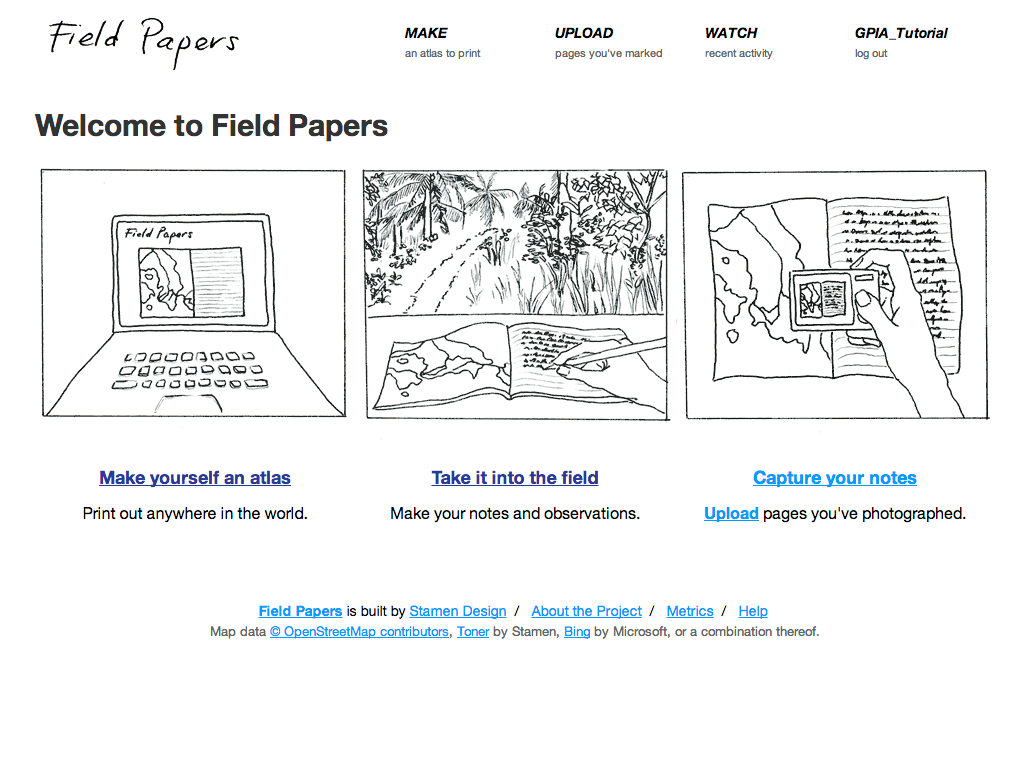 Field Papers
MAKE
an atlas to print
UPLOAD
pages you've marked
WATCH
recent activity
GPIA_Tutorial
log out
Welcome to Field Papers
Field Papers
Make yourself an atlas
Print out anywhere in the world.
Take it into the field
Make your notes and observations.
Capture your notes
Upload pages you've photographed.
Field Papers is built by Stamen Design / About the Project / Metrics / Help
Map data © OpenStreetMap contributors, Toner by Stamen, Bing by Microsoft, or a combination thereof.